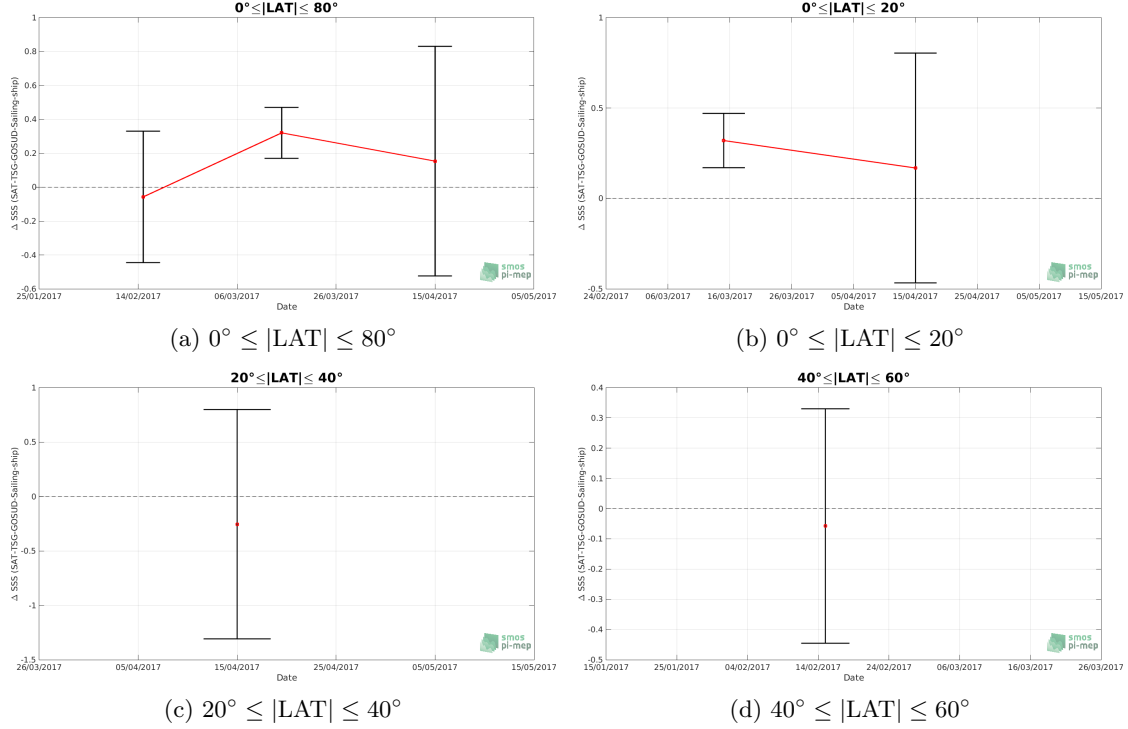 0°≤|LAT|≤ 80°
1
0.8
0.6
0.4
0.2
0
-0.2
-0.4
-0.6
Δ SSS (SAT-TSG-GOSUD-Sailing-ship)
25/01/2017 14/02/2017 06/03/2017 26/03/2017 15/04/2017 05/05/2017
Date
smos
pi-mep
(a) 0° ≤ |LAT| ≤ 80°
0°≤|LAT|≤ 20°
1
0.5
0
-0.5
Δ SSS (SAT-TSG-GOSUD-Sailing-ship)
24/02/2017 06/03/2017 16/03/2017 26/03/2017 05/04/2017 15/04/2017 25/04/2017 05/05/2017 15/05/2017
Date
smos
pi-mep
(b) 0° ≤ |LAT| ≤ 20°
20°≤|LAT|≤ 40°
1
0.5
0
-0.5
-1
-1.5
Δ SSS (SAT-TSG-GOSUD-Sailing-ship)
26/03/2017 05/04/2017 15/04/2017 25/04/2017 05/05/2017 15/05/2017
Date
smos
pi-mep
(c) 20° ≤ |LAT| ≤ 40°
40°≤|LAT|≤ 60°
0.4
0.3
0.2
0.1
0
-0.1
-0.2
-0.3
-0.4
-0.5
Δ SSS (SAT-TSG-GOSUD-Sailing-ship)
15/01/2017 25/01/2017 04/02/2017 14/02/2017 24/02/2017 06/03/2017 16/03/2017 26/03/2017
Date
smos
pi-mep
(d) 40° ≤ |LAT| ≤ 60°